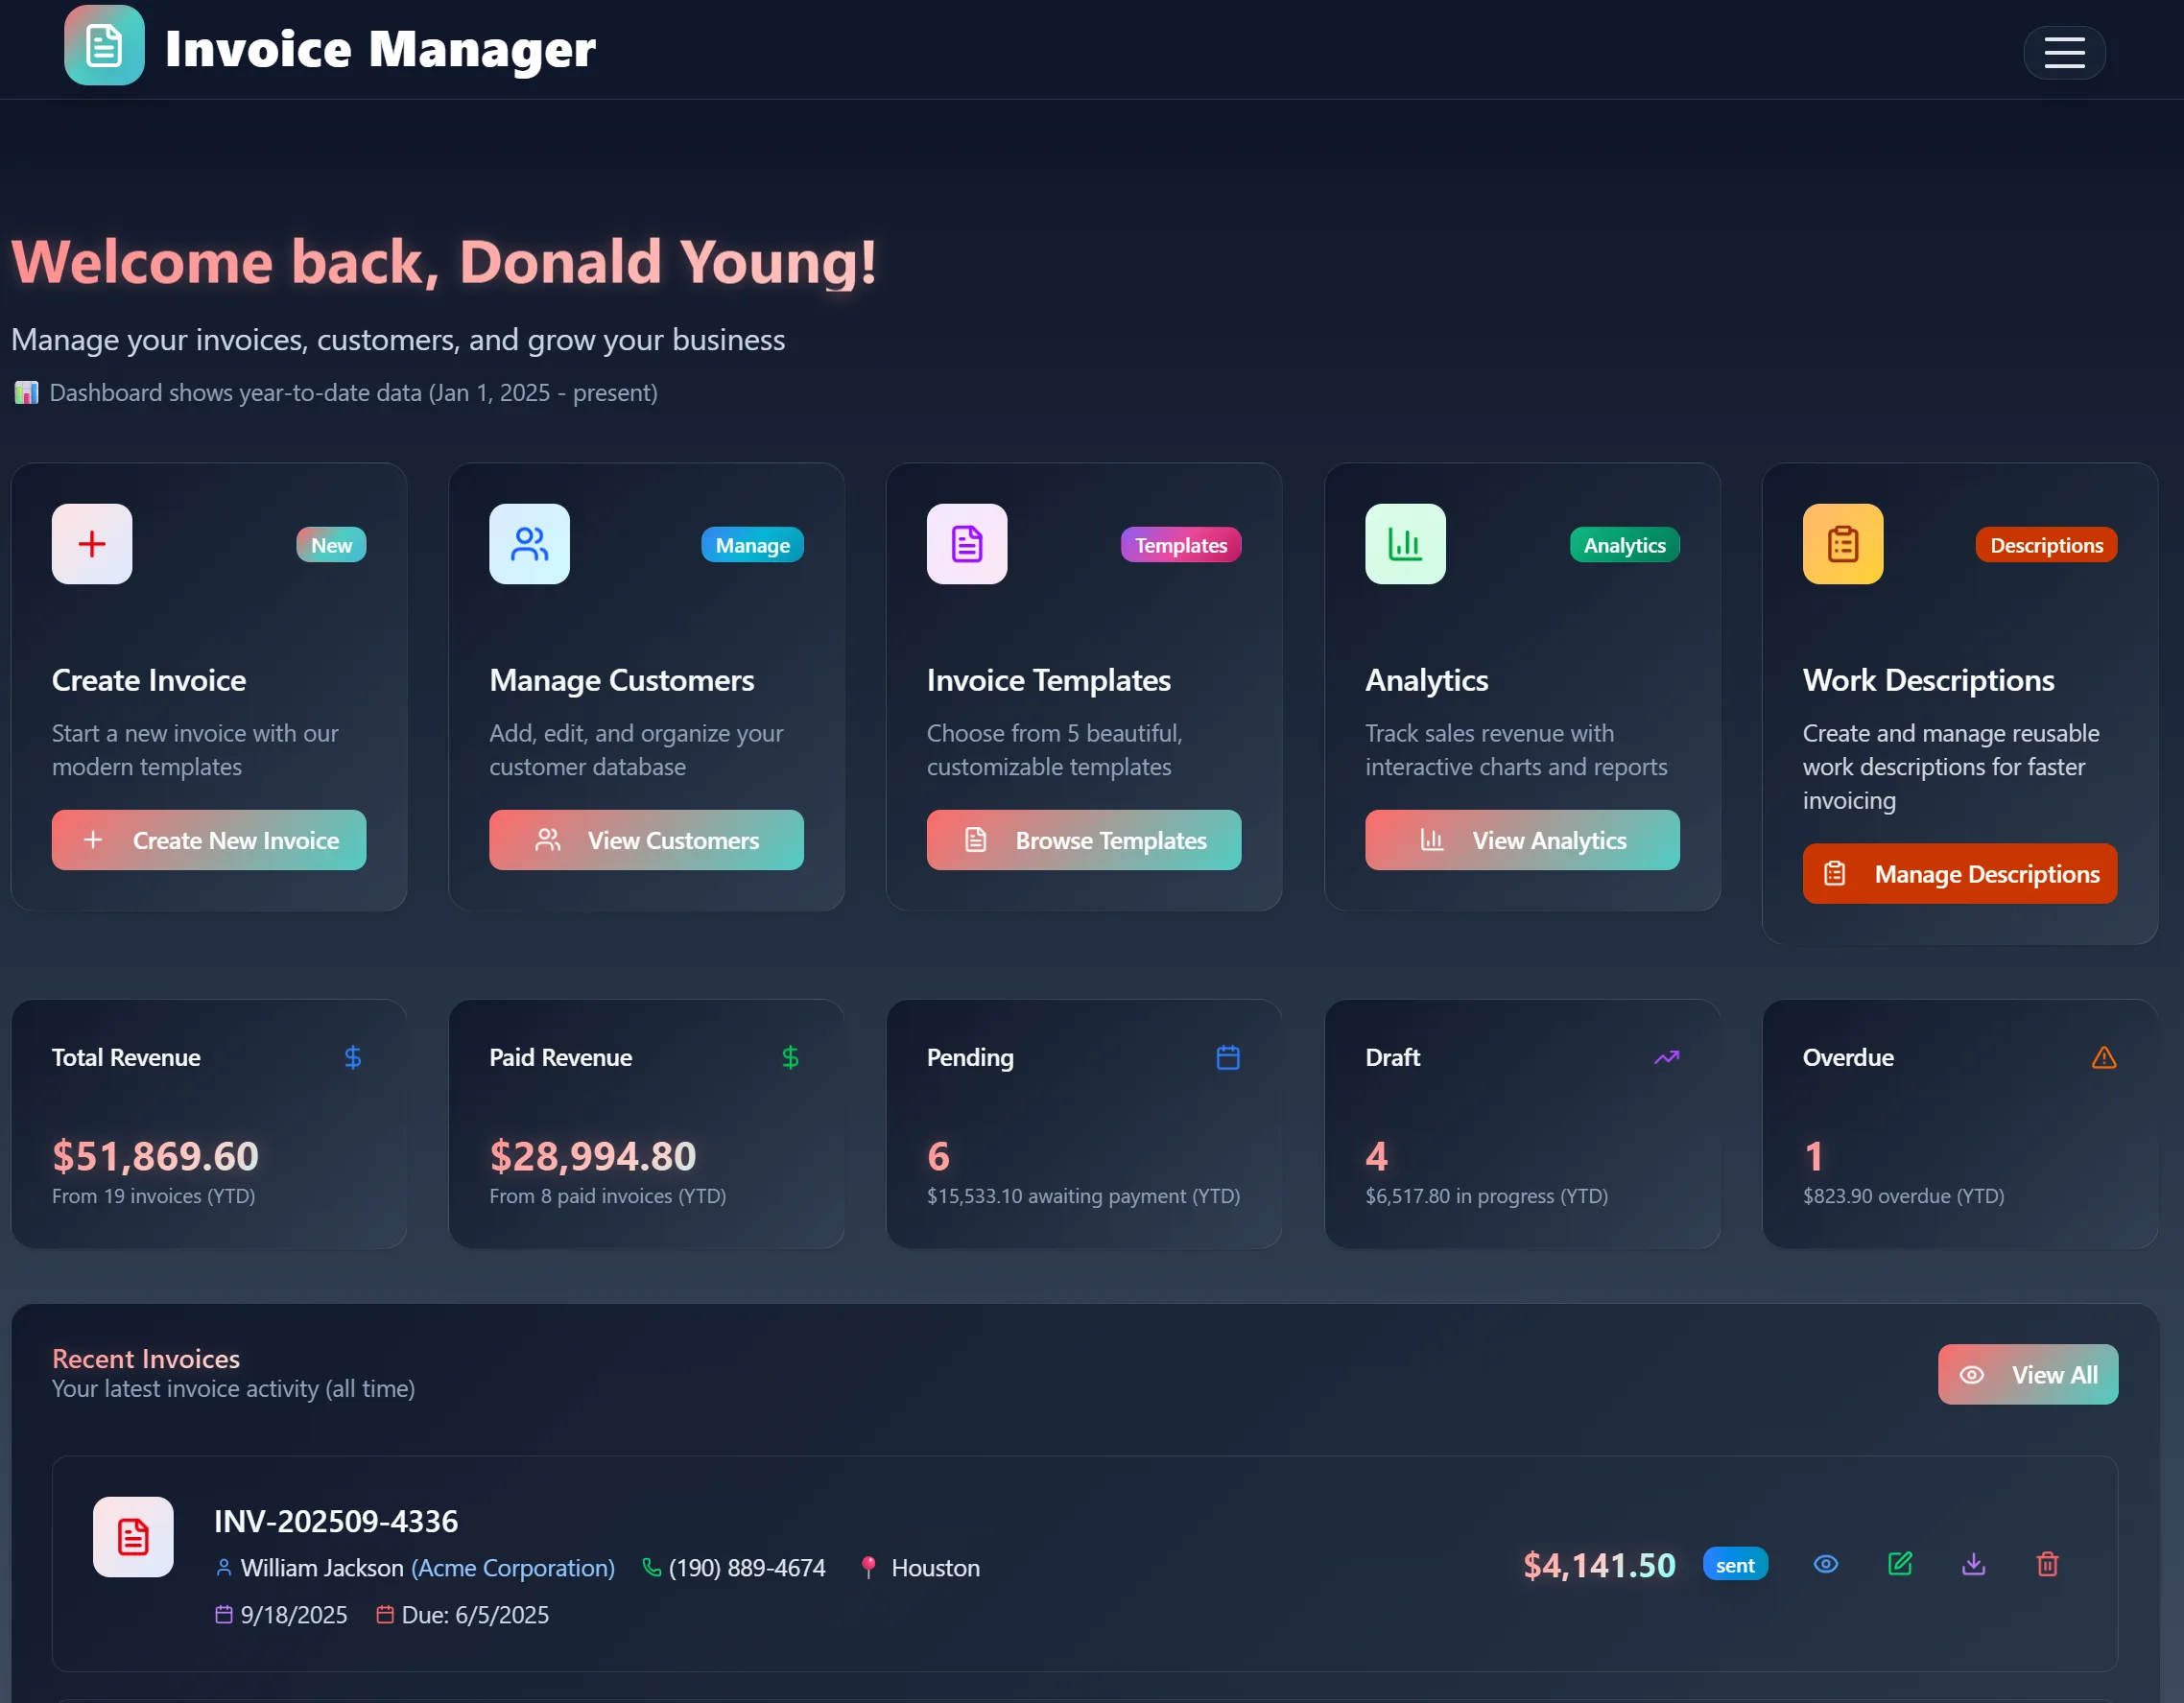 Invoice Manager
Welcome back, Donald Young!
Manage your invoices, customers, and grow your business
Dashboard shows year-to-date data (Jan 1, 2025 - present)
New
Create Invoice
Start a new invoice with our
modern templates
Create New Invoice
Manage
Manage Customers
Add, edit, and organize your
customer database
View Customers
Templates
Invoice Templates
Choose from 5 beautiful,
customizable templates
Browse Templates
Analytics
Analytics
Track sales revenue with
interactive charts and reports
View Analytics
Descriptions
Work Descriptions
Create and manage reusable
work descriptions for faster
invoicing
Manage Descriptions
Total Revenue
$51,869.60
From 19 invoices (YTD)
Paid Revenue
$28,994.80
From 8 paid invoices (YTD)
Pending
6
$15,533.10 awaiting payment (YTD)
Draft
4
$6,517.80 in progress (YTD)
Overdue
1
$823.90 overdue (YTD)
Recent Invoices
Your latest invoice activity (all time)
View All
INV-202509-4336
William Jackson (Acme Corporation) (190) 889-4674 Houston
9/18/2025 Due: 6/5/2025
$4,141.50 sent